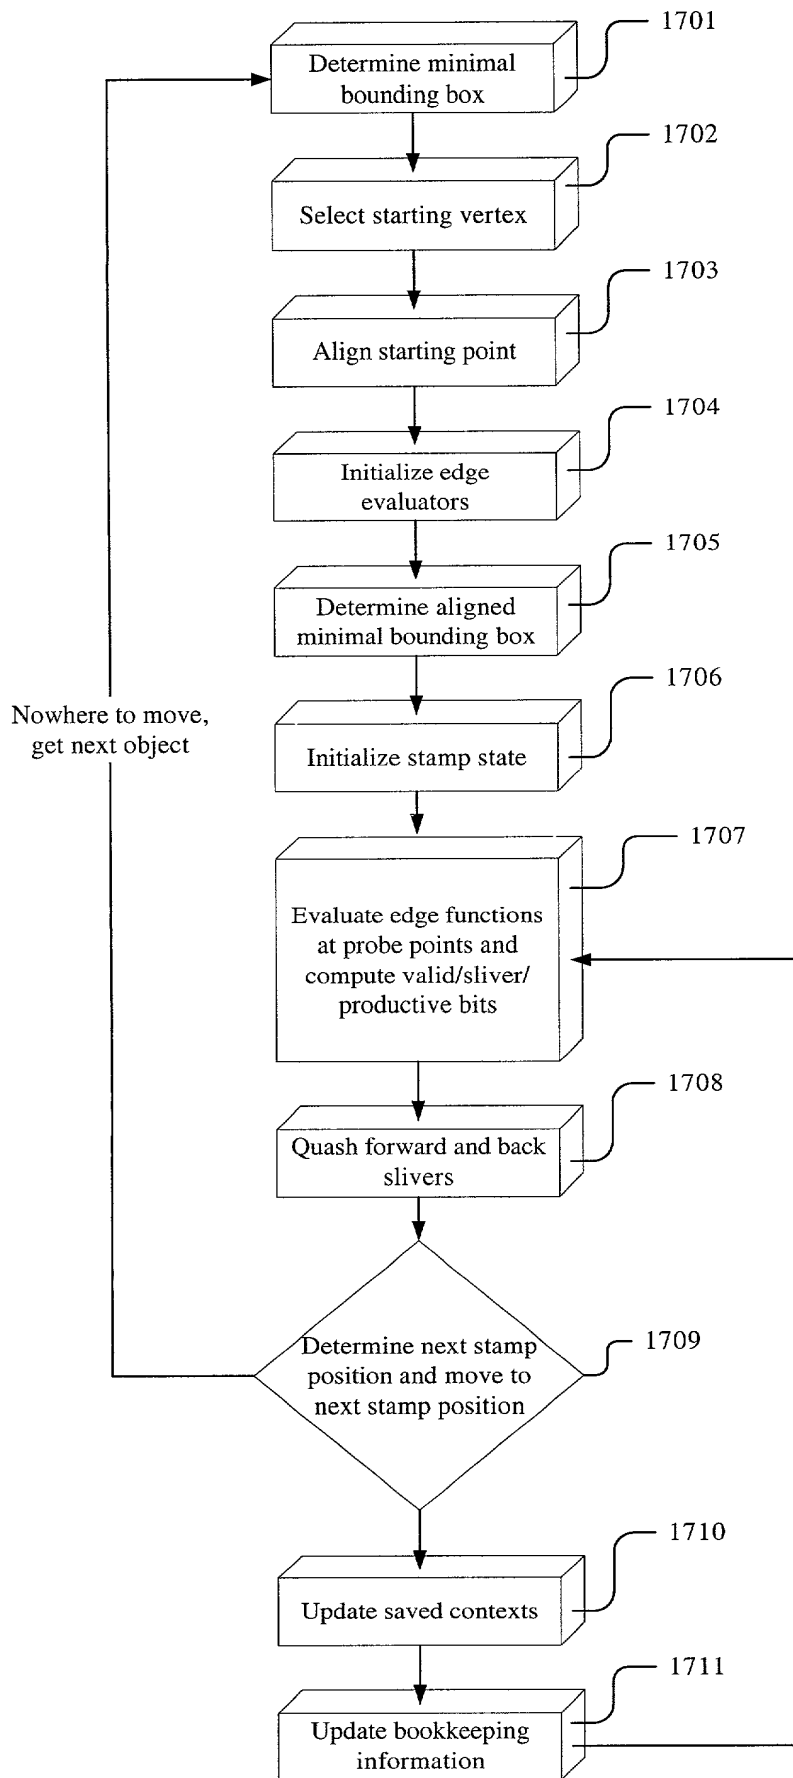 1701
Determine minimal
bounding box
1702
Select starting vertex
1703
Align starting point
1704
Initialize edge
evaluators
1705
Determine aligned
minimal bounding box
1706
Nowhere to move,
get next object
Initialize stamp state
1707
Evaluate edge functions
at probe points and
compute valid/sliver/
productive bits
1708
Quash forward and back
slivers
1709
Determine next stamp
position and move to
next stamp position
1710
Update saved contexts
1711
Update bookkeeping
information